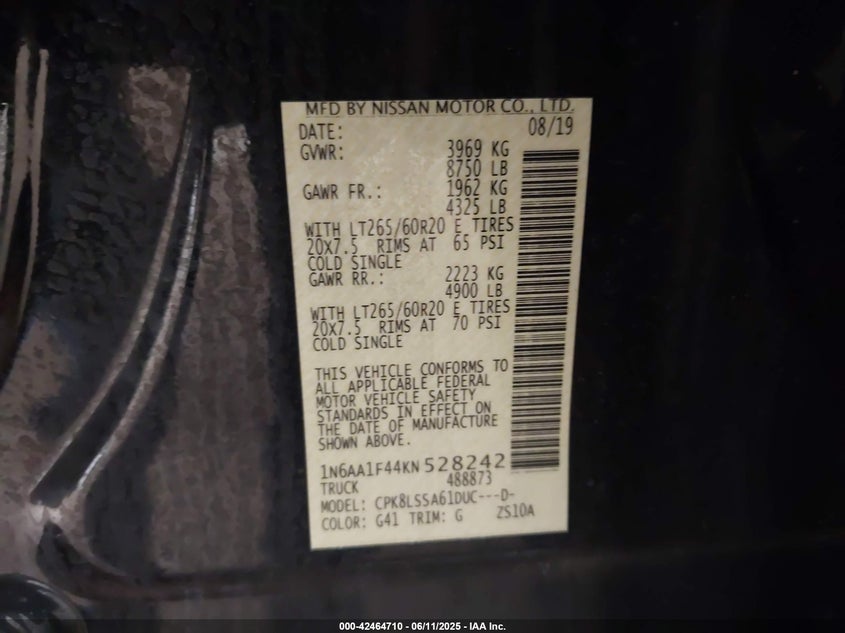 MFD BY NISSAN MOTOR CO., LTD.
DATE: 08/19
GVWR: 3969 KG
8750 LB
GAWR FR.: 1962 KG
4325 LB
WITH LT265/60R20 E TIRES
20x7.5 RIMS AT 65 PSI
COLD SINGLE
GAWR RR.: 2223 KG
4900 LB
WITH LT265/60R20 E TIRES
20x7.5 RIMS AT 70 PSI
COLD SINGLE
THIS VEHICLE CONFORMS TO
ALL APPLICABLE FEDERAL
MOTOR VEHICLE SAFETY
STANDARDS IN EFFECT ON
THE DATE OF MANUFACTURE
SHOWN ABOVE.
1N6AA1F44KN528242
TRUCK 488873
MODEL: CPK8LSSA61DUC---D-
COLOR: G41 TRIM: G ZS10A
000-42464710 - 06/11/2025 - IAA Inc.